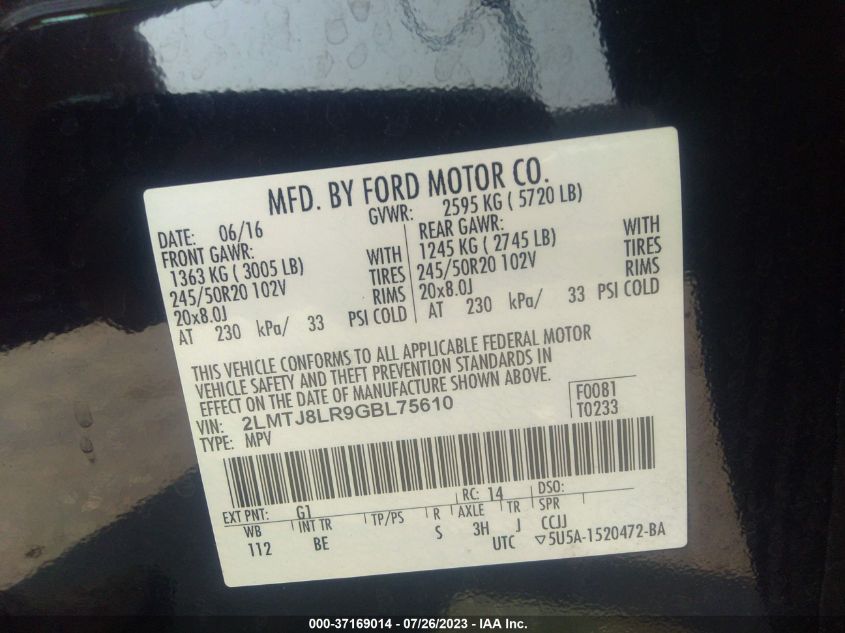 MFD. BY FORD MOTOR CO.
DATE: 06/16 GVWR: 2595 KG ( 5720 LB)
FRONT GAWR: REAR GAWR:
1363 KG ( 3005 LB) WITH 1245 KG ( 2745 LB) WITH
245/50R20 102V TIRES 245/50R20 102V TIRES
20x8.0J RIMS 20x8.0J RIMS
AT 230 kPa/ 33 PSI COLD AT 230 kPa/ 33 PSI COLD
THIS VEHICLE CONFORMS TO ALL APPLICABLE FEDERAL MOTOR
VEHICLE SAFETY AND THEFT PREVENTION STANDARDS IN
EFFECT ON THE DATE OF MANUFACTURE SHOWN ABOVE.
VIN: 2LMTJ8LR9GBL75610 F0081
TYPE: MPV T0233
EXT PNT: G1 RC: 14 DSO:
WB INT TR TP/PS R AXLE TR SPR
112 BE S 3H J CCJJ
UTC ▽5U5A-1520472-BA
000-37169014 - 07/26/2023 - IAA Inc.